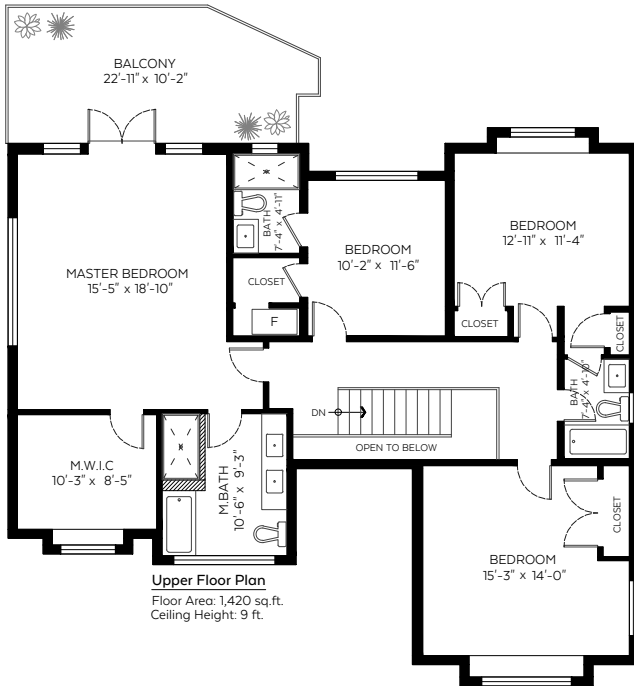 BALCONY
22'-11" x 10'-2"
BATH
7'-4" x 4'-11"
BEDROOM
12'-11" x 11'-4"
BEDROOM
10'-2" x 11'-6"
MASTER BEDROOM
15'-5" x 18'-10"
CLOSET
F
CLOSET
CLOSET
BATH
7'-4" x 4'-10"
DN
OPEN TO BELOW
M.W.I.C
10'-3" x 8'-5"
M.BATH
10'-6" x 9'-3"
CLOSET
BEDROOM
15'-3" x 14'-0"
Upper Floor Plan
Floor Area: 1,420 sq.ft.
Ceiling Height: 9 ft.